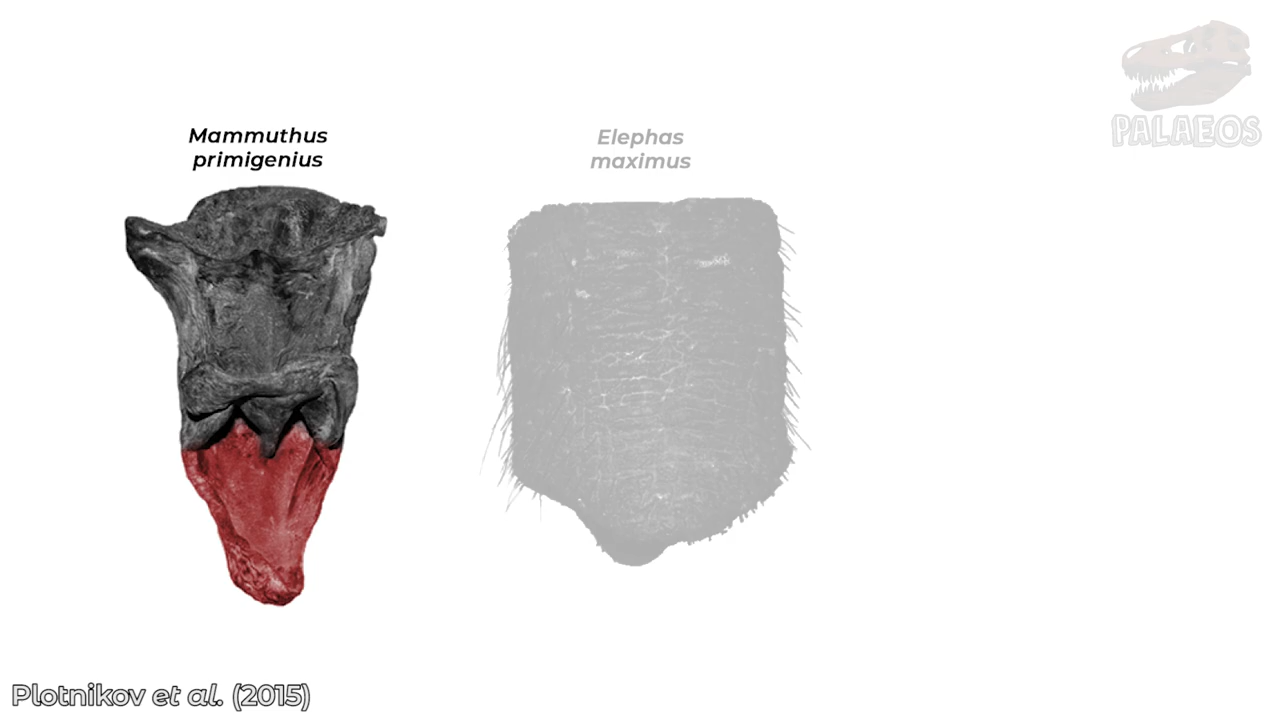 PALAEOS
Mammuthus
primigenius
Elephas
maximus
Plotnikov et al. (2015)